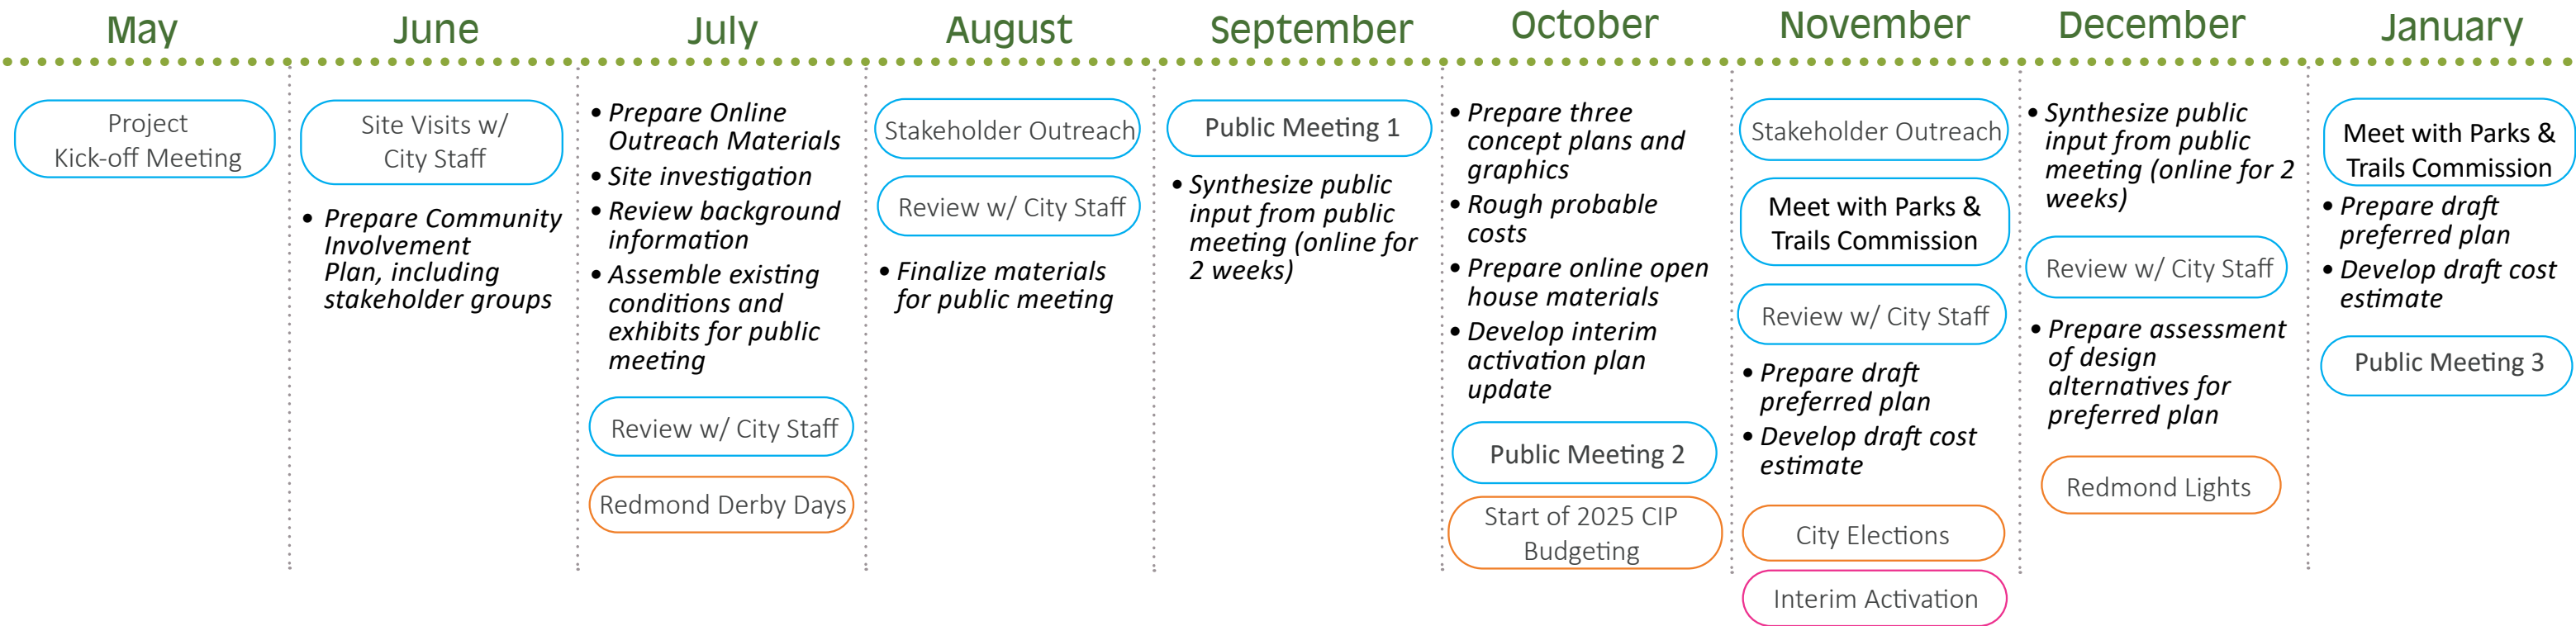 May
June
July
August
September
October
November
December
January
Project
Kick-off Meeting
Site Visits w/
City Staff
• Prepare Community
Involvement
Plan, including
stakeholder groups
• Prepare Online
Outreach Materials
• Site investigation
• Review background
information
• Assemble existing
conditions and
exhibits for public
meeting
Review w/ City Staff
Redmond Derby Days
Stakeholder Outreach
Review w/ City Staff
• Finalize materials
for public meeting
Public Meeting 1
• Synthesize public
input from public
meeting (online for
2 weeks)
• Prepare three
concept plans and
graphics
• Rough probable
costs
• Prepare online open
house materials
• Develop interim
activation plan
update
Public Meeting 2
Start of 2025 CIP
Budgeting
Stakeholder Outreach
Meet with Parks &
Trails Commission
Review w/ City Staff
• Prepare draft
preferred plan
• Develop draft cost
estimate
City Elections
Interim Activation
• Synthesize public
input from public
meeting (online for 2
weeks)
Review w/ City Staff
• Prepare assessment
of design
alternatives for
preferred plan
Redmond Lights
Meet with Parks &
Trails Commission
• Prepare draft
preferred plan
• Develop draft cost
estimate
Public Meeting 3